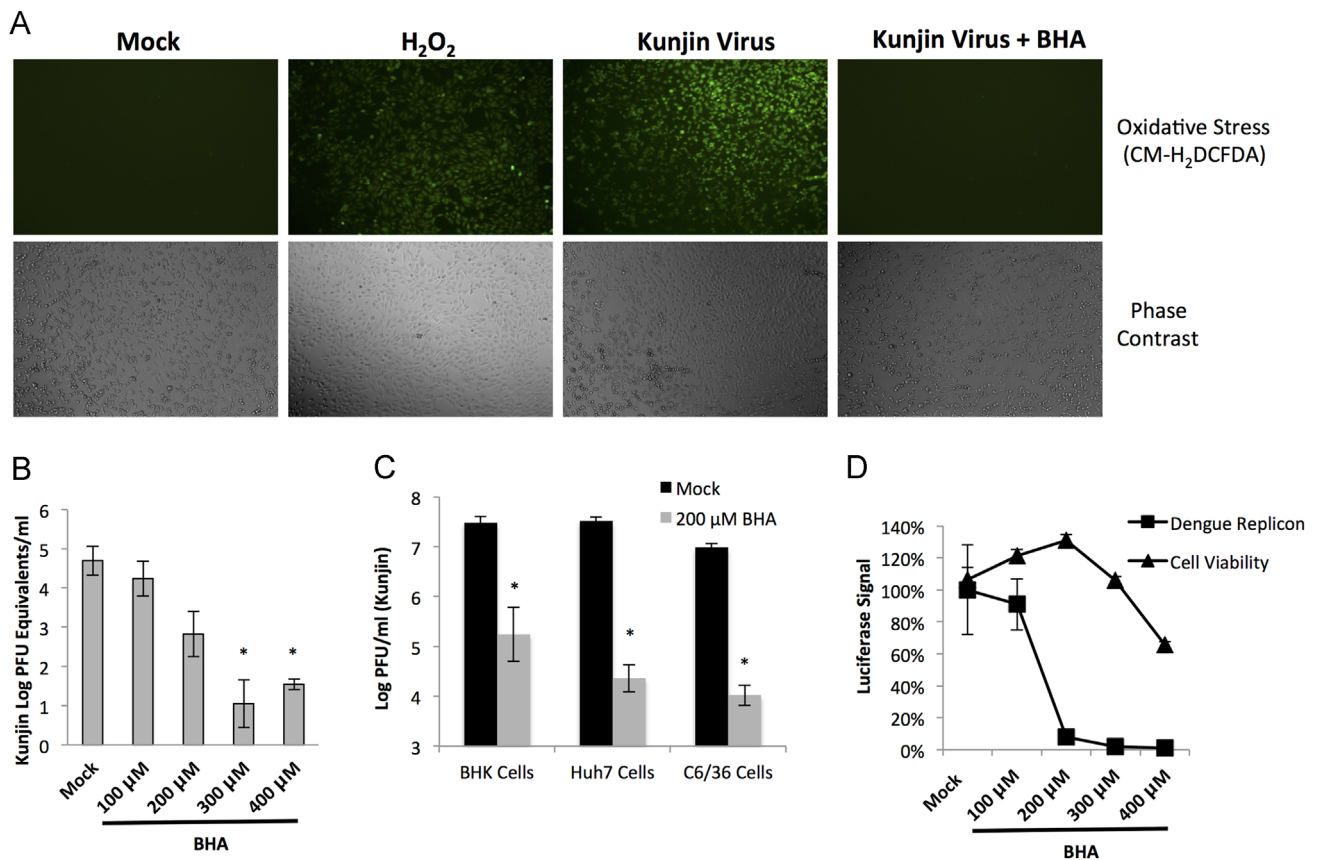 A
Mock
H₂O₂
Kunjin Virus
Kunjin Virus + BHA
Oxidative Stress
(CM-H₂DCFDA)
Phase
Contrast
B
Kunjin Log PFU Equivalents/ml
6
5
4
3
2
1
0
*
*
Mock
100 µM
200 µM
300 µM
400 µM
BHA
C
Log PFU/ml (Kunjin)
8
7
6
5
4
3
Mock
200 µM BHA
*
*
*
BHK Cells
Huh7 Cells
C6/36 Cells
D
Luciferase Signal
140%
120%
100%
80%
60%
40%
20%
0%
Dengue Replicon
Cell Viability
Mock
100 µM
200 µM
300 µM
400 µM
BHA